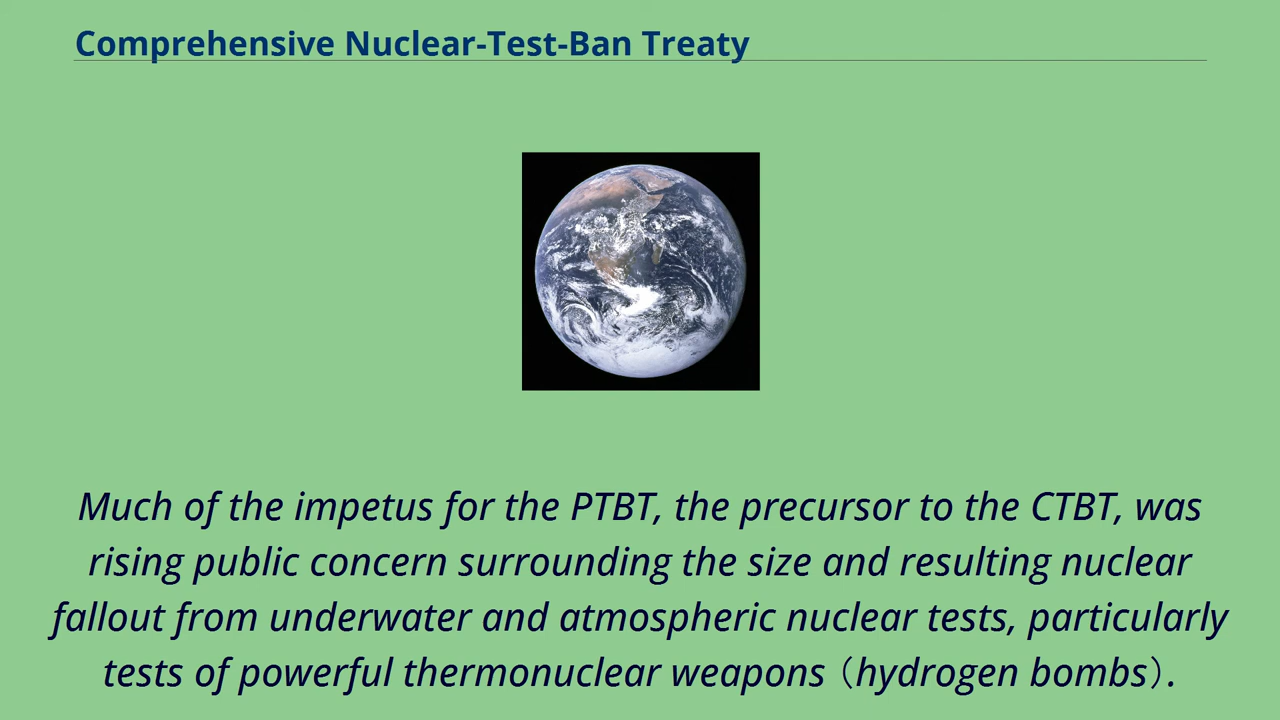 Comprehensive Nuclear-Test-Ban Treaty
Much of the impetus for the PTBT, the precursor to the CTBT, was
rising public concern surrounding the size and resulting nuclear
fallout from underwater and atmospheric nuclear tests, particularly
tests of powerful thermonuclear weapons（hydrogen bombs）.